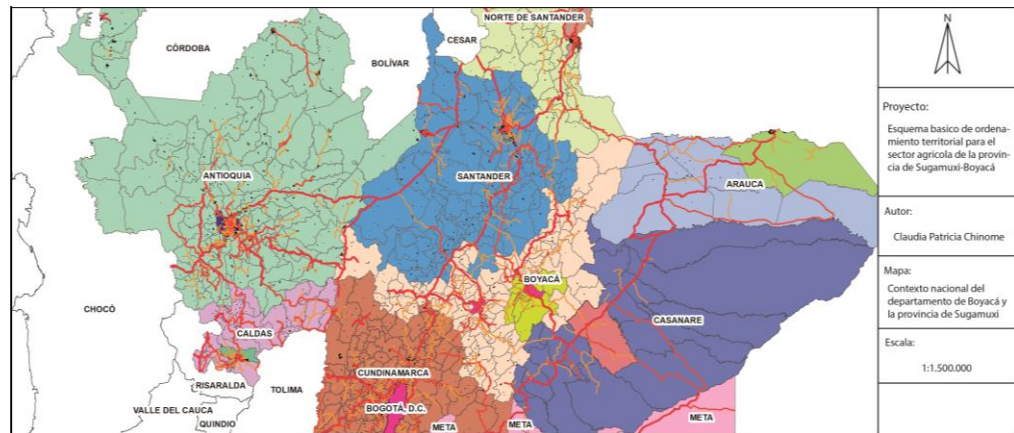 NORTE DE SANTANDER
CESAR
CÓRDOBA
BOLÍVAR
ANTIOQUIA
SANTANDER
ARAUCA
BOYACÁ
CHOCÓ
CASANARE
CALDAS
CUNDINAMARCA
RISARALDA
TOLIMA
VALLE DEL CAUCA
BOGOTÁ, D.C.
META
META
META
QUINDIO
N
Proyecto:
Esquema basico de ordena-
miento territorial para el
sector agricola de la provin-
cia de Sugamuxi-Boyacá
Autor:
Claudia Patricia Chinome
Mapa:
Contexto nacional del
departamento de Boyacá y
la provincia de Sugamuxi
Escala:
1:1.500.000